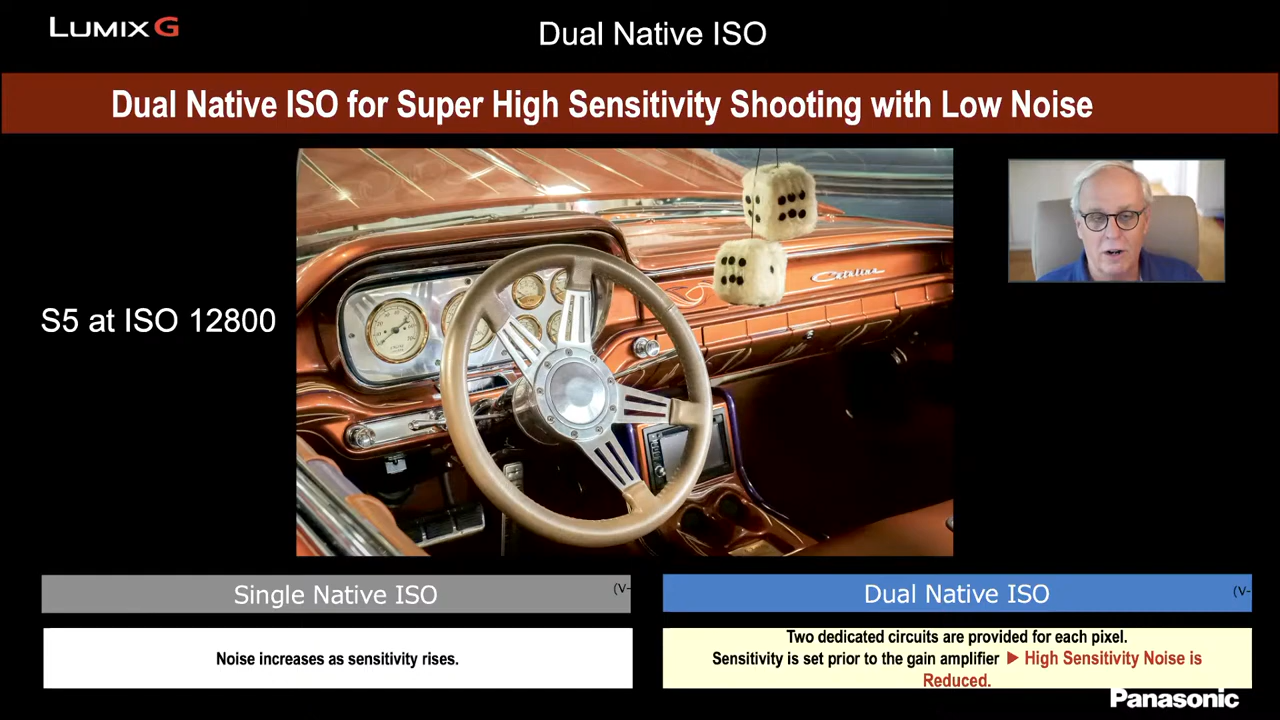 LUMIX G
Dual Native ISO
Dual Native ISO for Super High Sensitivity Shooting with Low Noise
Catalina
S5 at ISO 12800
Single Native ISO
(V-
Dual Native ISO
(V-
Noise increases as sensitivity rises.
Two dedicated circuits are provided for each pixel.
Sensitivity is set prior to the gain amplifier ▶ High Sensitivity Noise is
Reduced.
Panasonic